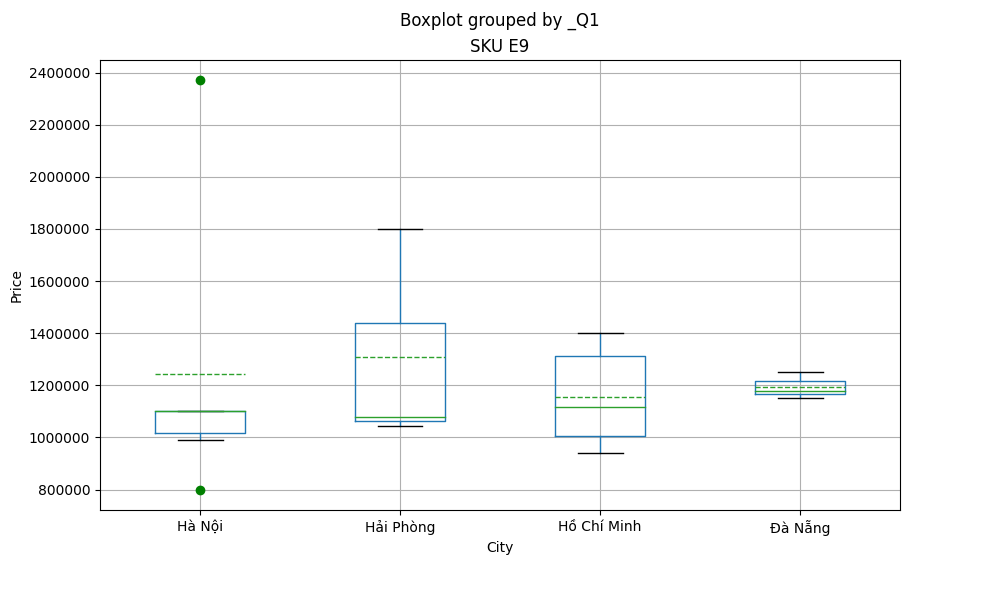 Boxplot grouped by _Q1
SKU E9
2400000
2200000
2000000
1800000
1600000
1400000
1200000
1000000
800000
Price
Hà Nội
Hải Phòng
Hồ Chí Minh
Đà Nẵng
City